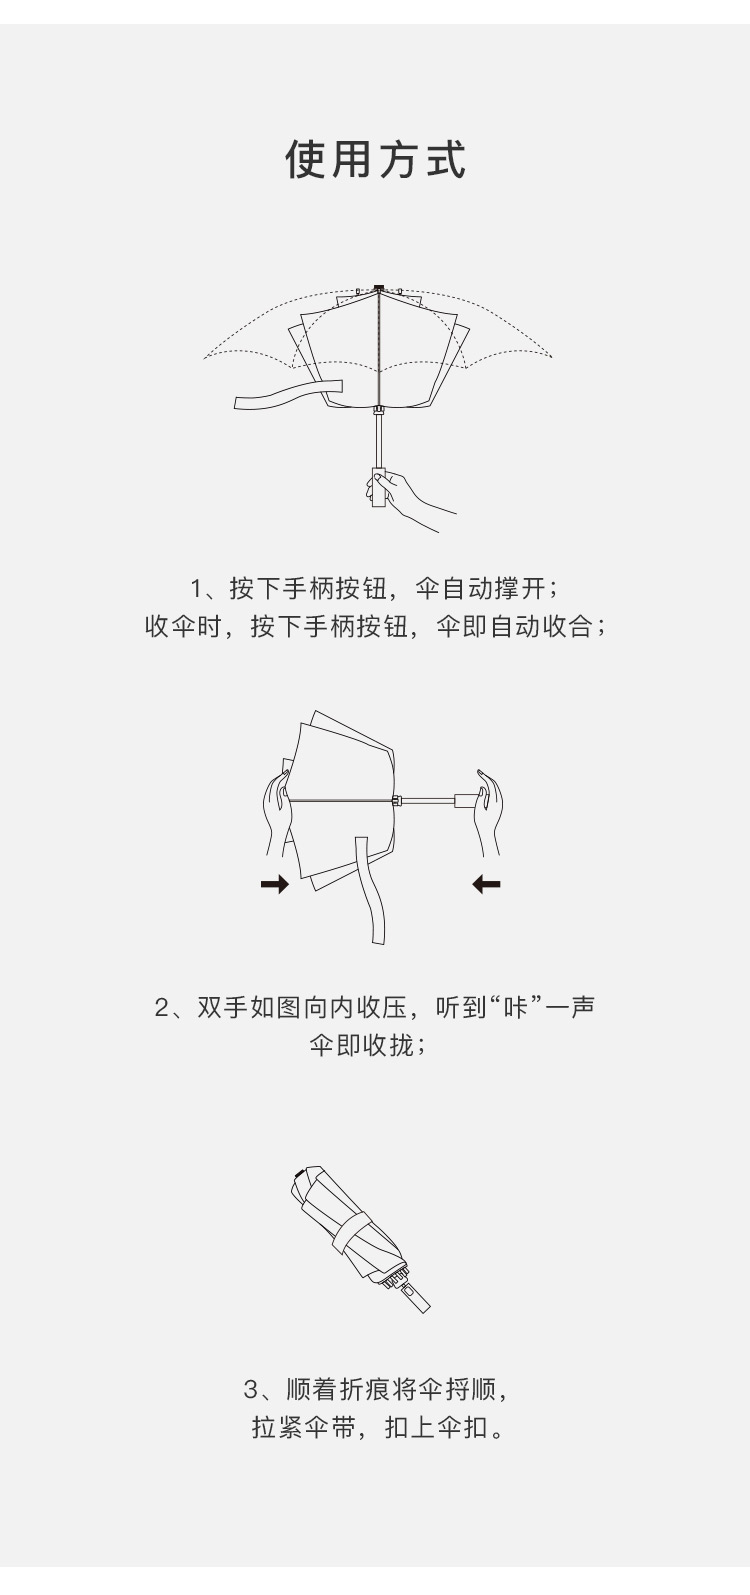 使用方式
1、按下手柄按钮，伞自动撑开；
收伞时，按下手柄按钮，伞即自动收合；
2、双手如图向内收压，听到“咔”一声
伞即收拢；
3、顺着折痕将伞捋顺，
拉紧伞带，扣上伞扣。